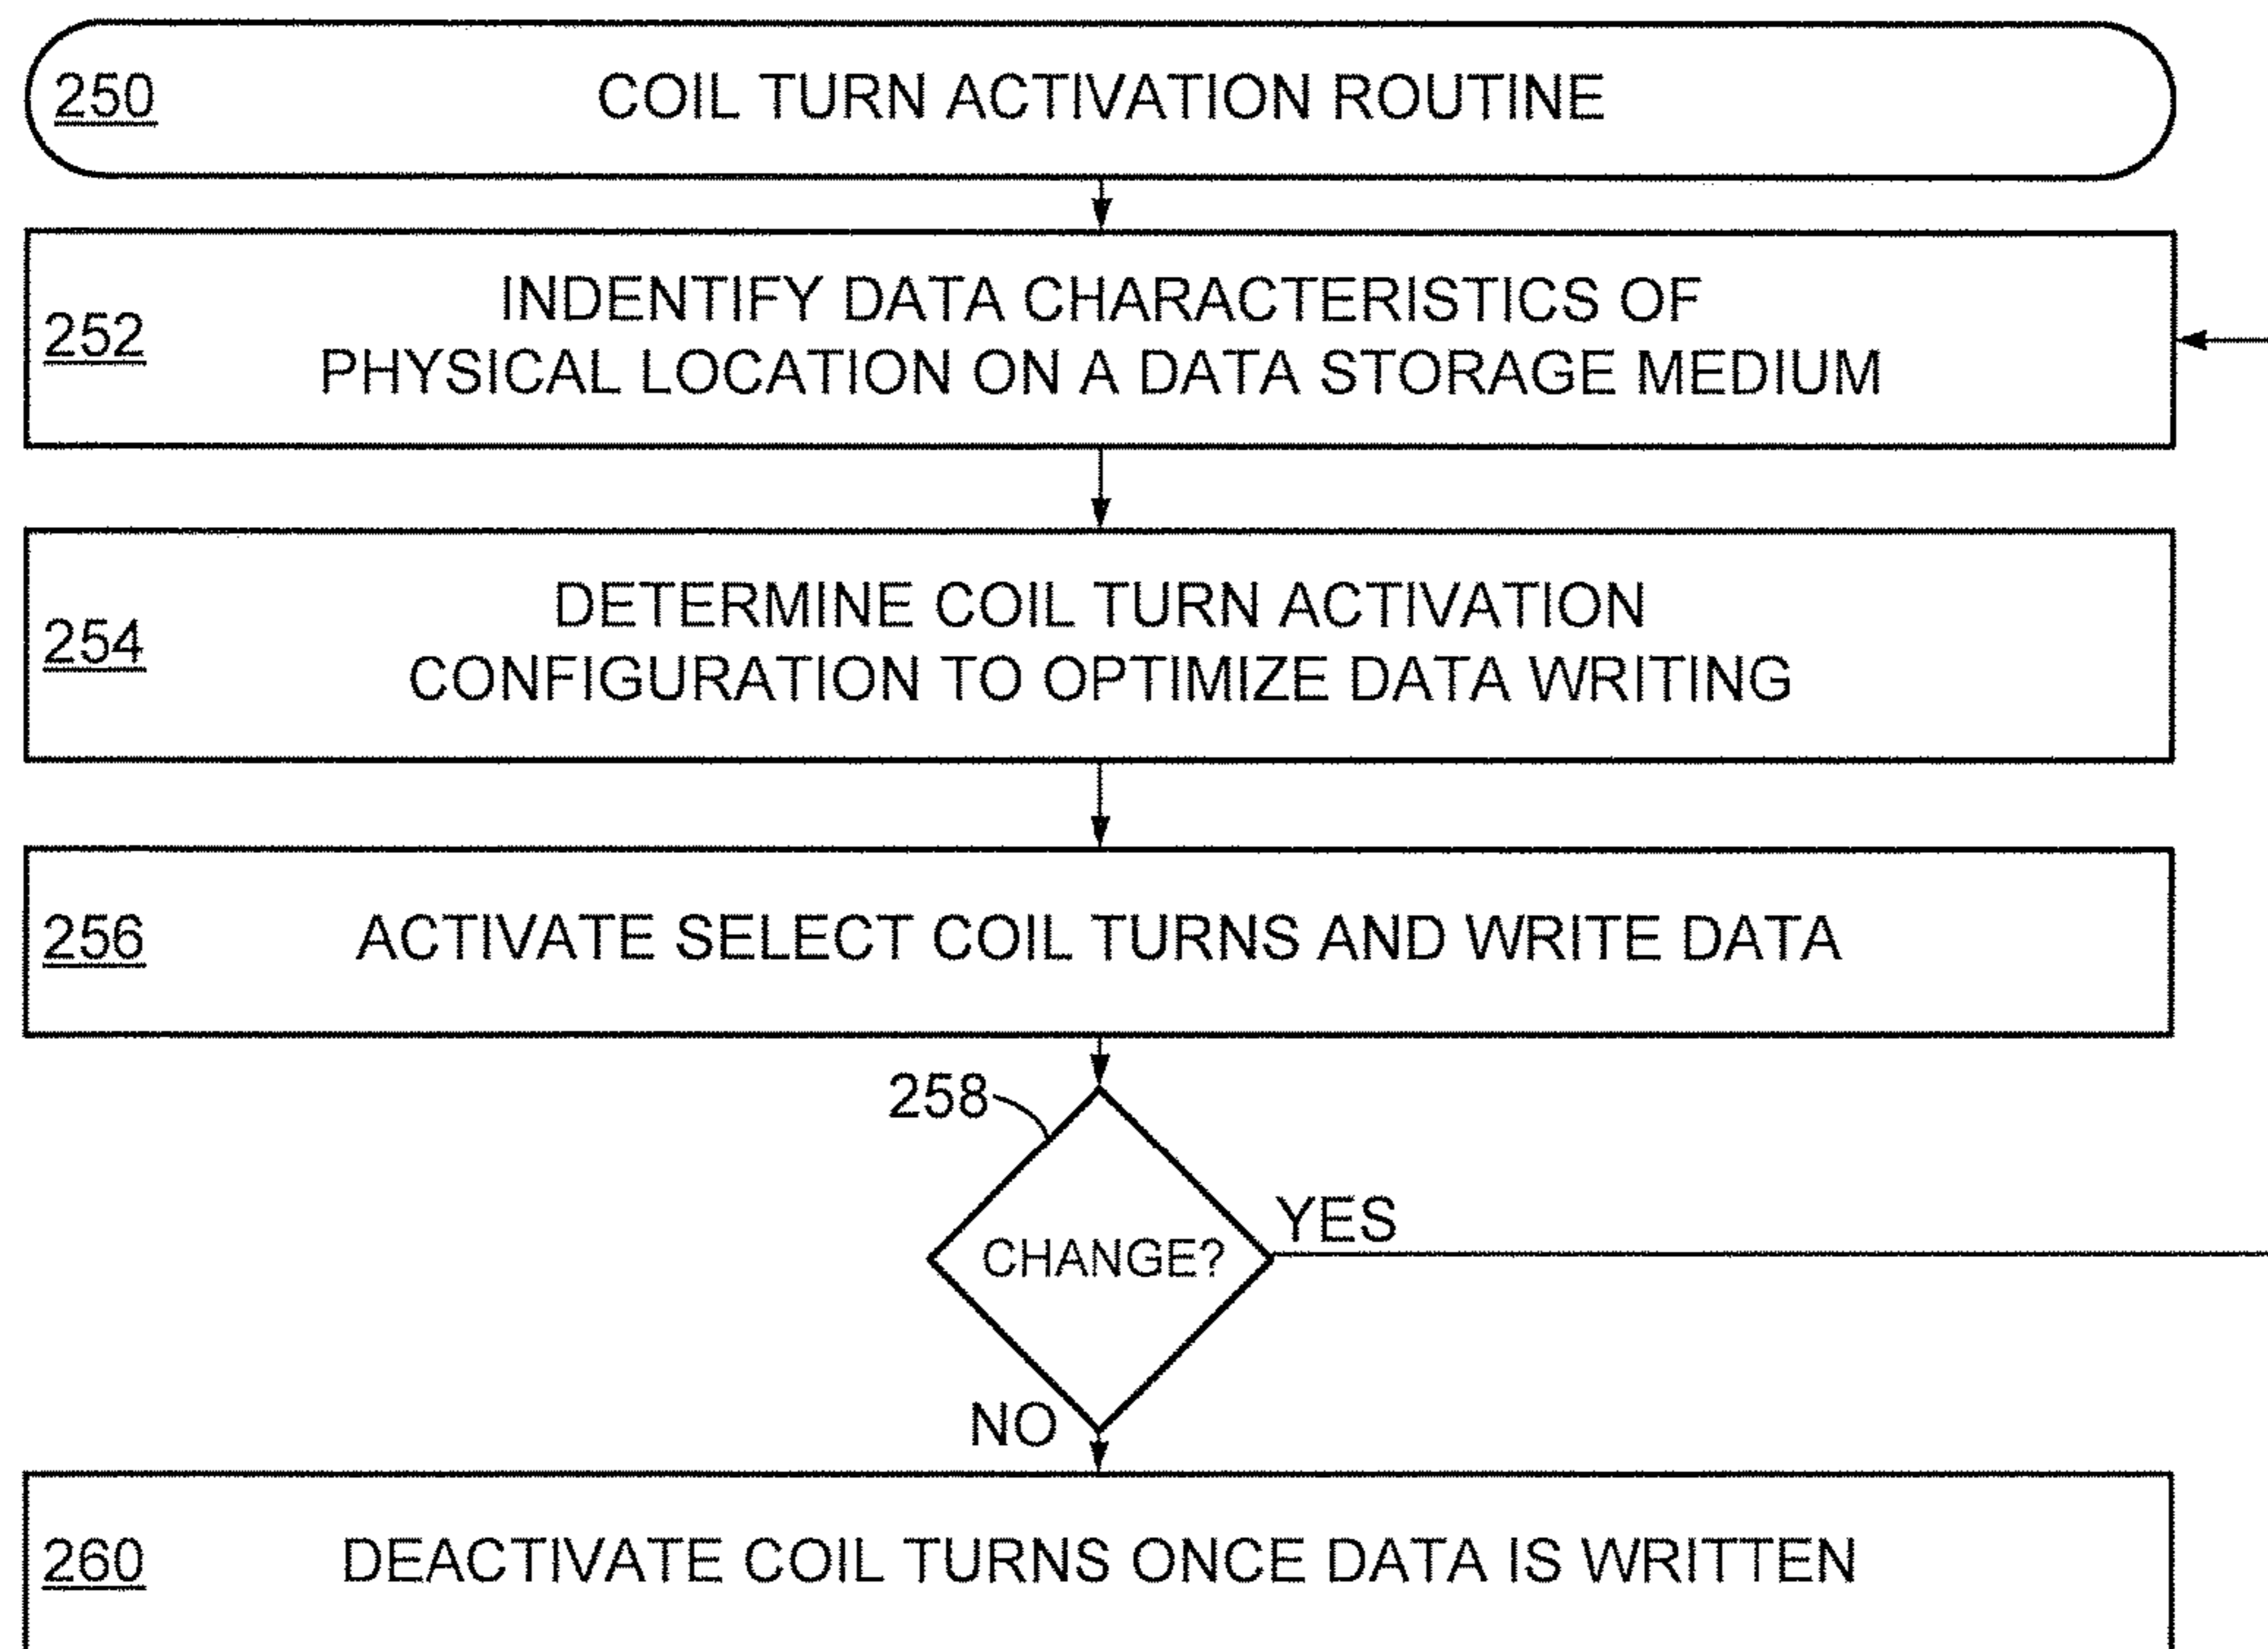 250 COIL TURN ACTIVATION ROUTINE
INDENTIFY DATA CHARACTERISTICS OF
252
PHYSICAL LOCATION ON A DATA STORAGE MEDIUM
DETERMINE COIL TURN ACTIVATION
254
CONFIGURATION TO OPTIMIZE DATA WRITING
256 ACTIVATE SELECT COIL TURNS AND WRITE DATA
258
YES
CHANGE?
NO
260 DEACTIVATE COIL TURNS ONCE DATA IS WRITTEN